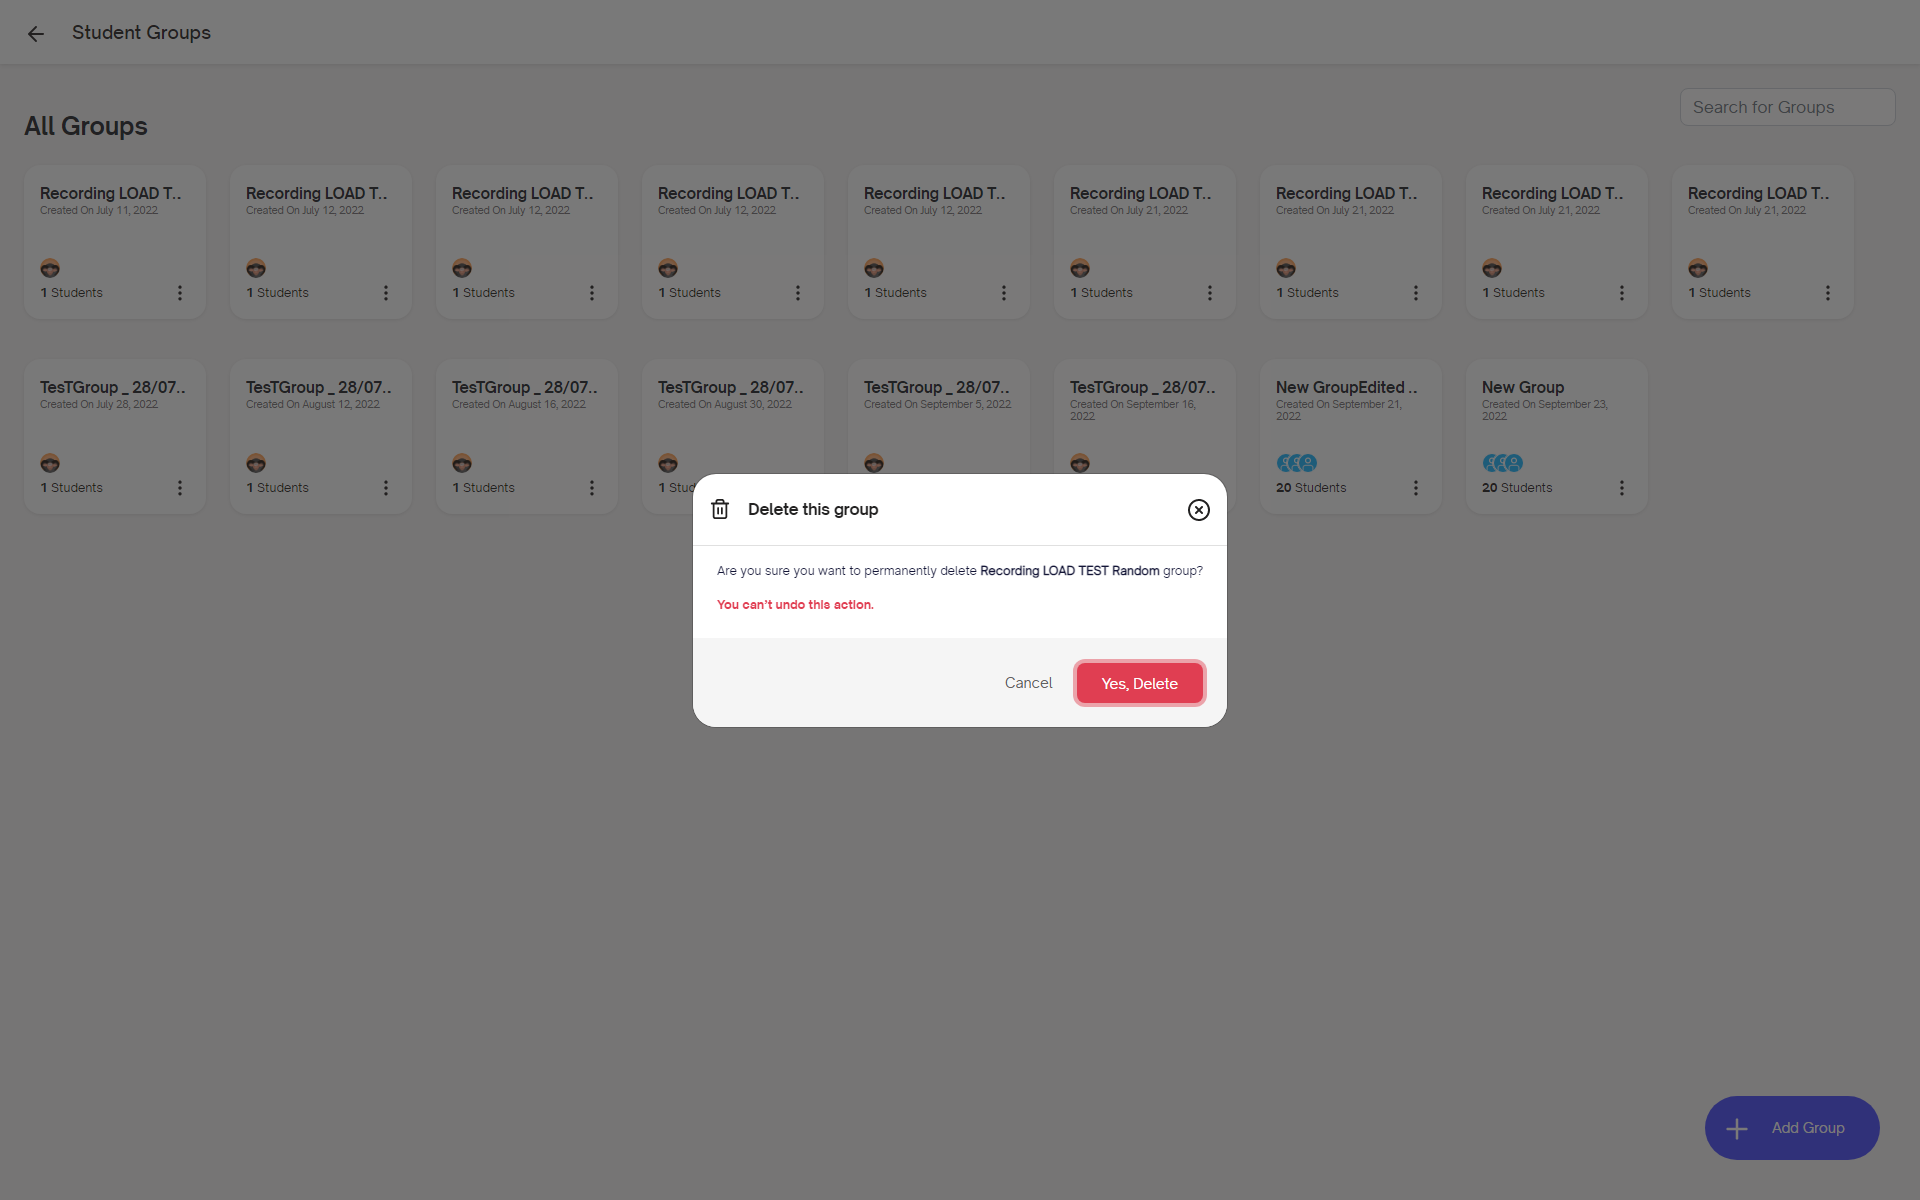 Student Groups
Search for Groups
All Groups
Recording LOAD T..
Created On July 11, 2022
1 Students
Recording LOAD T..
Created On July 12, 2022
1 Students
Recording LOAD T..
Created On July 12, 2022
1 Students
Recording LOAD T..
Created On July 12, 2022
1 Students
Recording LOAD T..
Created On July 12, 2022
1 Students
Recording LOAD T..
Created On July 21, 2022
1 Students
Recording LOAD T..
Created On July 21, 2022
1 Students
Recording LOAD T..
Created On July 21, 2022
1 Students
Recording LOAD T..
Created On July 21, 2022
1 Students
TesTGroup _ 28/07..
Created On July 28, 2022
1 Students
TesTGroup _ 28/07..
Created On August 12, 2022
1 Students
TesTGroup _ 28/07..
Created On August 16, 2022
1 Students
TesTGroup _ 28/07..
Created On August 30, 2022
1 Stud
TesTGroup _ 28/07..
Created On September 5, 2022
TesTGroup _ 28/07..
Created On September 16,
2022
New GroupEdited ..
Created On September 21,
2022
20 Students
New Group
Created On September 23,
2022
20 Students
Delete this group
Are you sure you want to permanently delete Recording LOAD TEST Random group?
You can't undo this action.
Cancel
Yes, Delete
Add Group